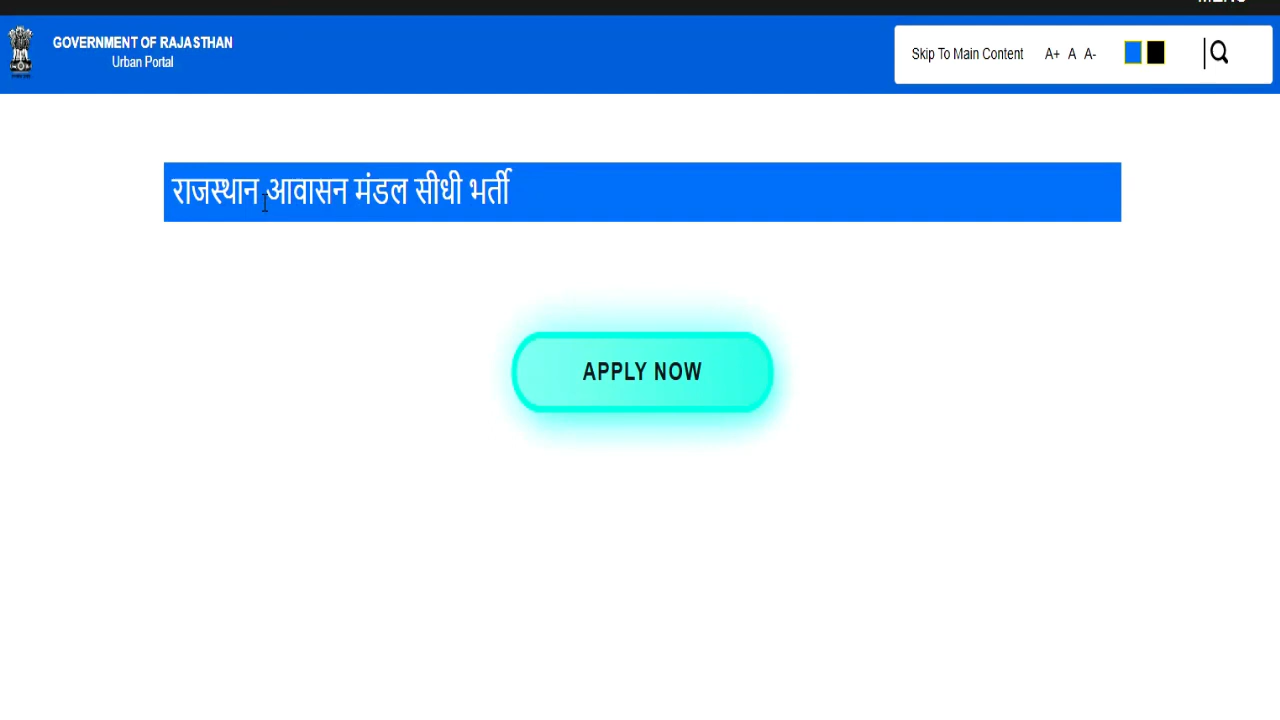 GOVERNMENT OF RAJASTHAN
Urban Portal
Skip To Main Content A+ A A-
राजस्थान आवासन मंडल सीधी भर्ती
APPLY NOW